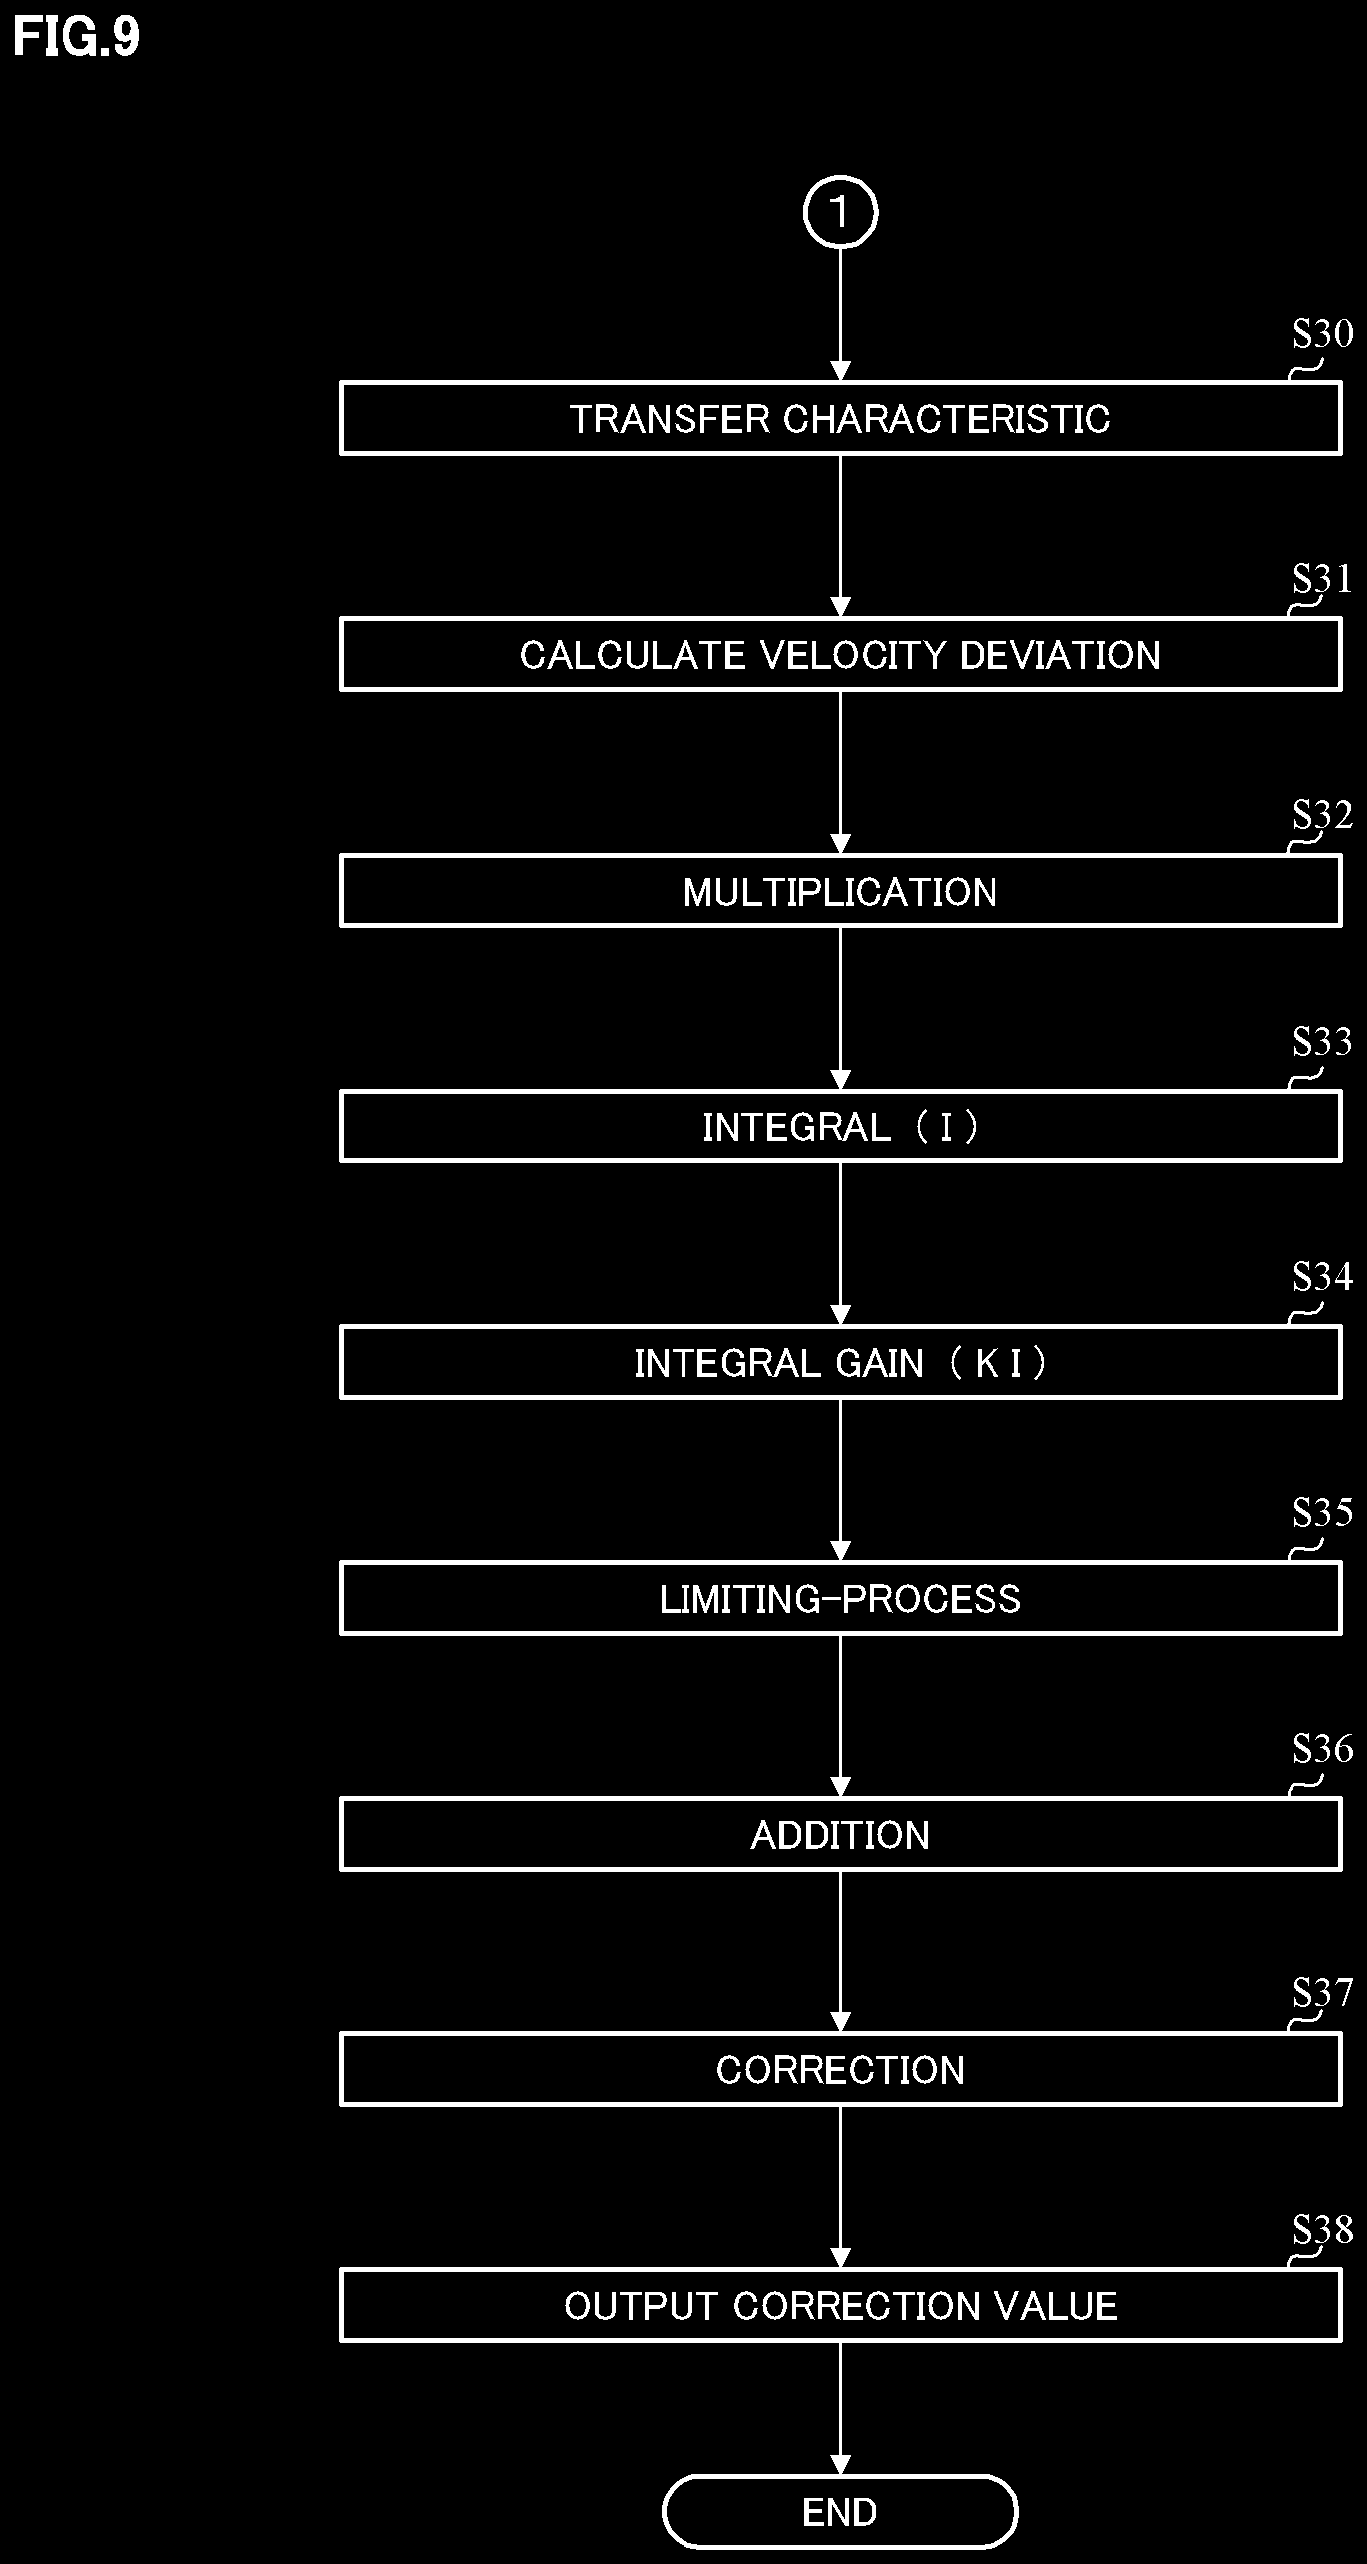 FIG.9
1
S30
TRANSFER CHARACTERISTIC
S31
CALCULATE VELOCITY DEVIATION
S32
MULTIPLICATION
S33
INTEGRAL (I)
S34
INTEGRAL GAIN (KI)
S35
LIMITING-PROCESS
S36
ADDITION
S37
CORRECTION
S38
OUTPUT CORRECTION VALUE
END